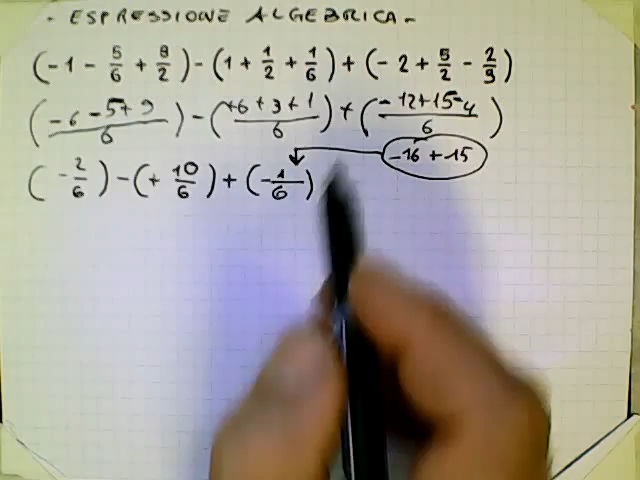 . ESPRESSIONE ALGEBRICA -
(-1 - 5/6 + 9/2) - (1 + 1/2 + 1/6) + (-2 + 5/2 - 2/3)
(-6 -5+9/6) - (+6+3+1/6) + (-12+15-4/6)
-16 +15
(-2/6) - (+ 10/6) + (-1/6)